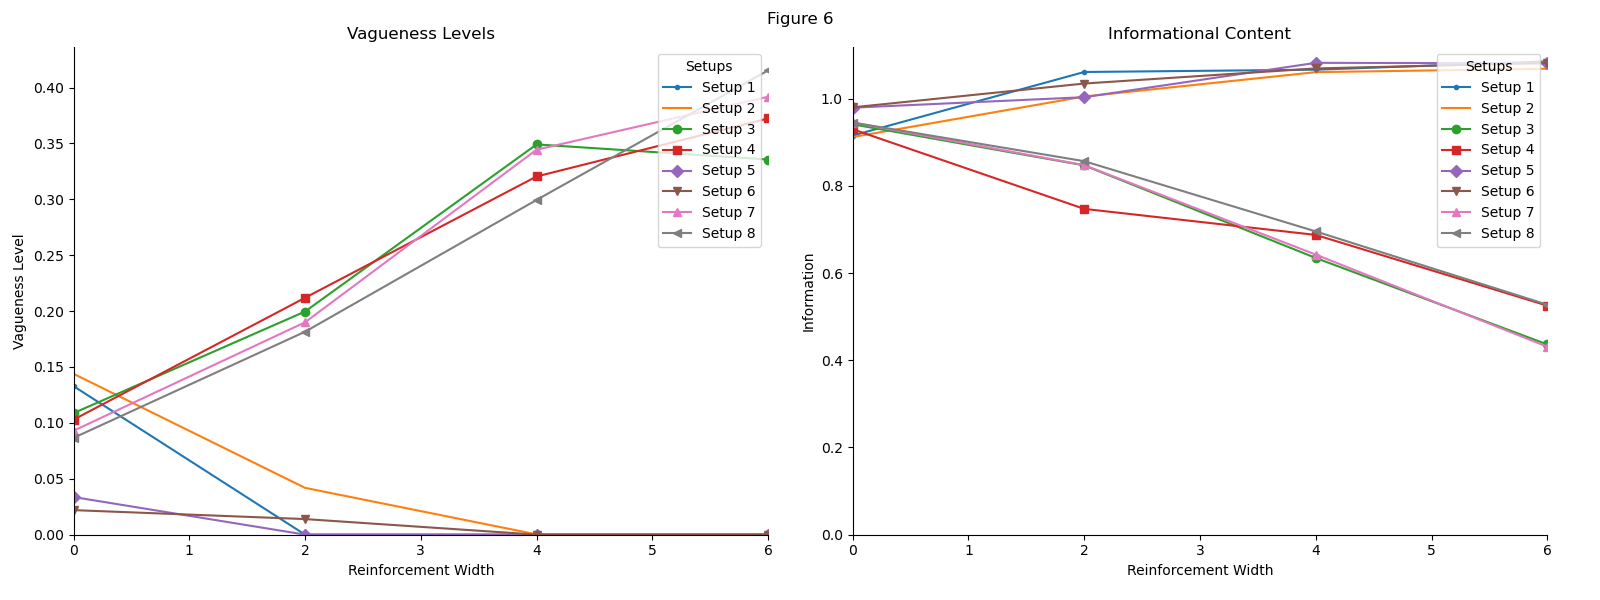 Figure 6
Vagueness Levels
Vagueness Level
0.40
0.35
0.30
0.25
0.20
0.15
0.10
0.05
0.00
0 1 2 3 4 5 6
Reinforcement Width
Setups
Setup 1
Setup 2
Setup 3
Setup 4
Setup 5
Setup 6
Setup 7
Setup 8
Informational Content
Information
1.0
0.8
0.6
0.4
0.2
0.0
0 1 2 3 4 5 6
Reinforcement Width
Setups
Setup 1
Setup 2
Setup 3
Setup 4
Setup 5
Setup 6
Setup 7
Setup 8